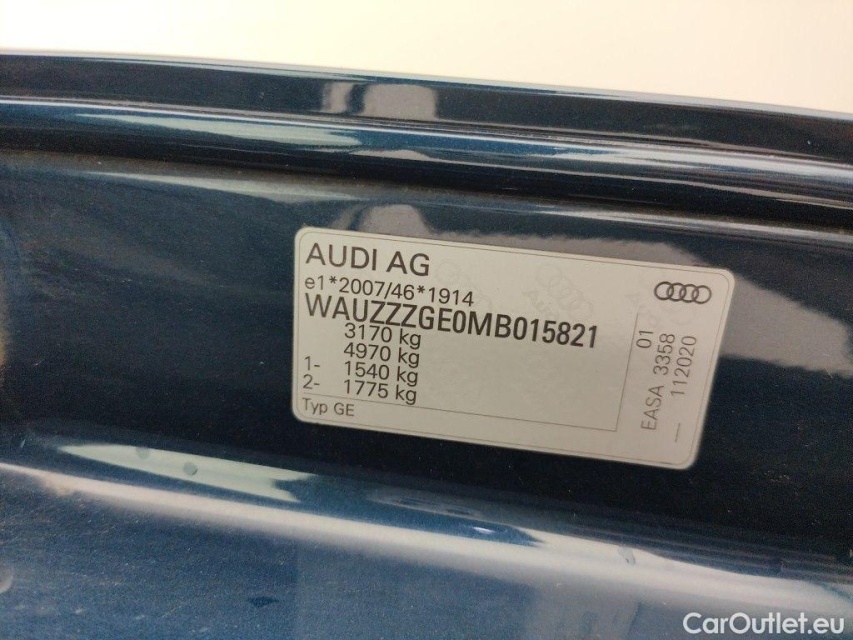 AUDI AG
e1*2007/46*1914
WAUZZZGE0MB015821
3170 kg
4970 kg
1- 1540 kg
2- 1775 kg
Typ GE
01
EASA 3358
— 112020
CarOutlet.eu